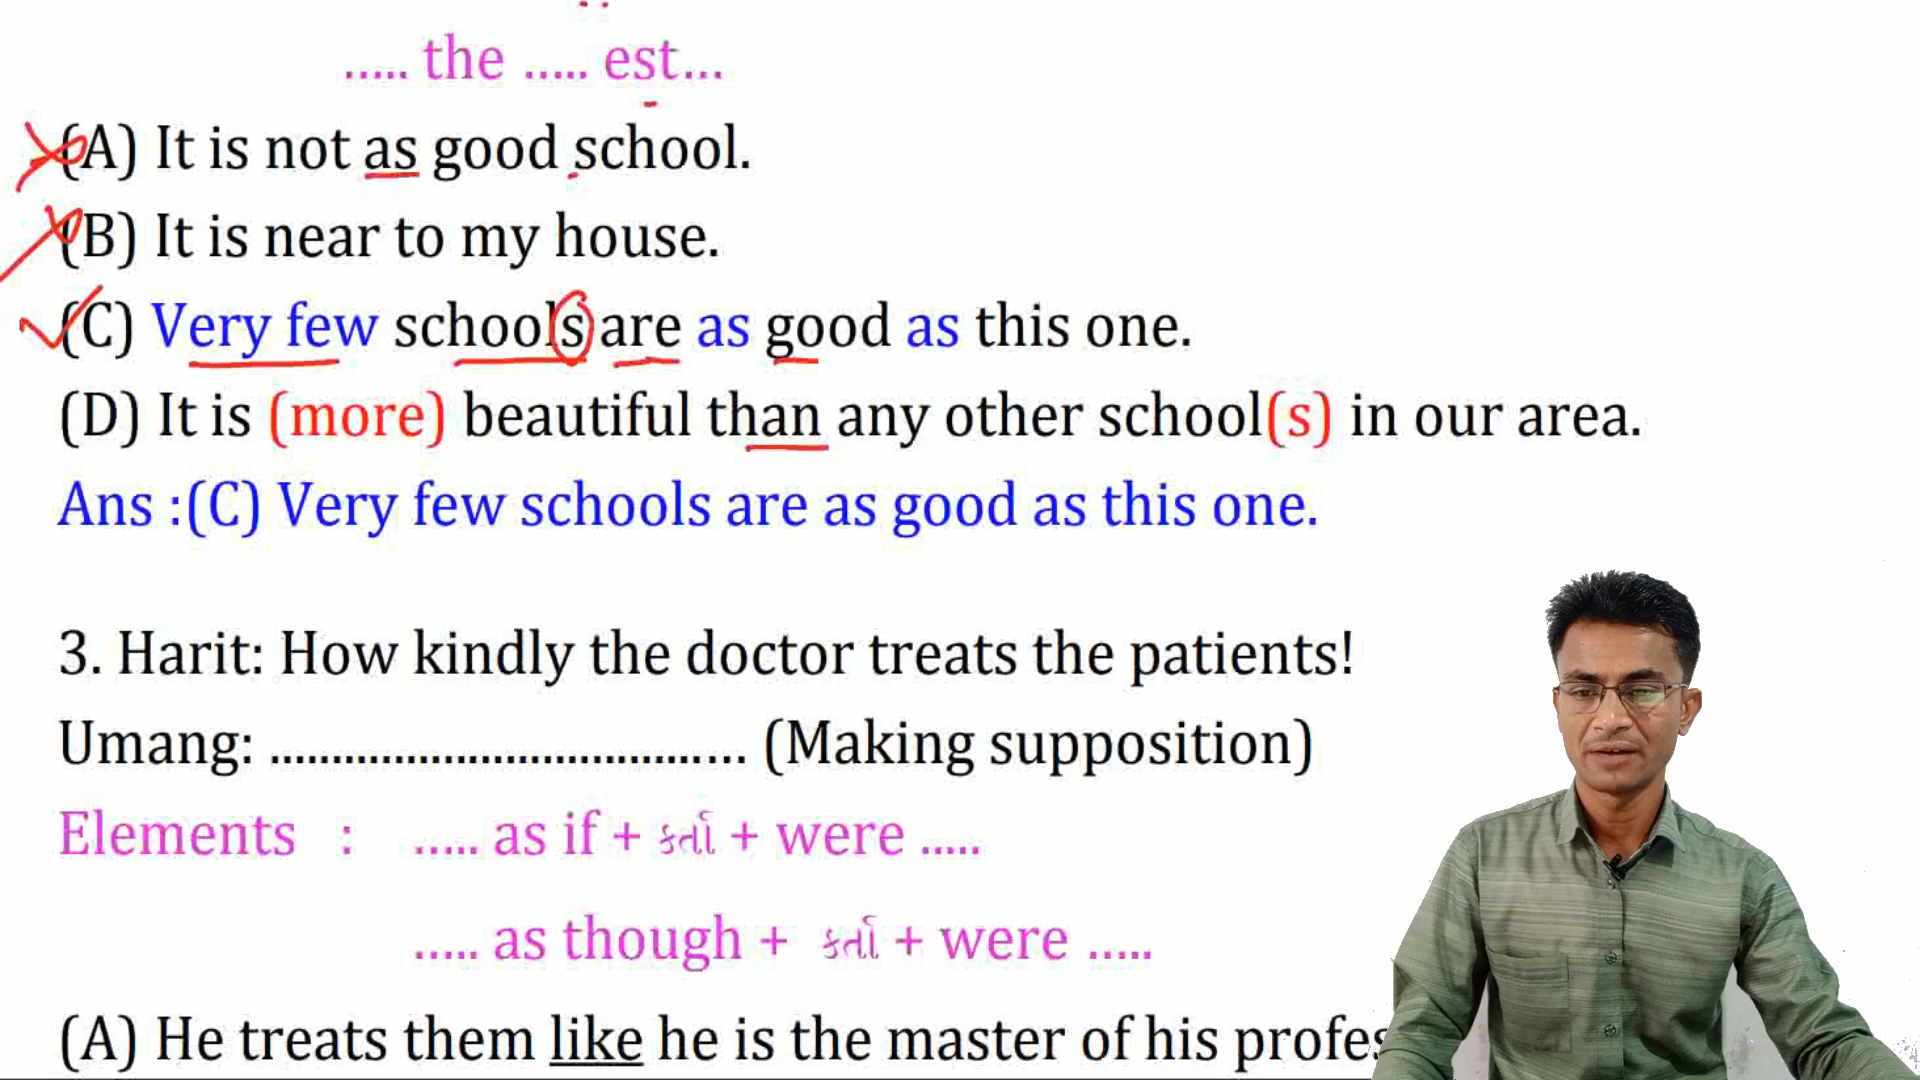 ..... the ..... est...
(A) It is not as good school.
(B) It is near to my house.
(C) Very few schools are as good as this one.
(D) It is (more) beautiful than any other school(s) in our area.
Ans :(C) Very few schools are as good as this one.
3. Harit: How kindly the doctor treats the patients!
Umang: ...................................... (Making supposition)
Elements : ..... as if + કર્તા + were .....
..... as though + કર્તા + were .....
(A) He treats them like he is the master of his profes